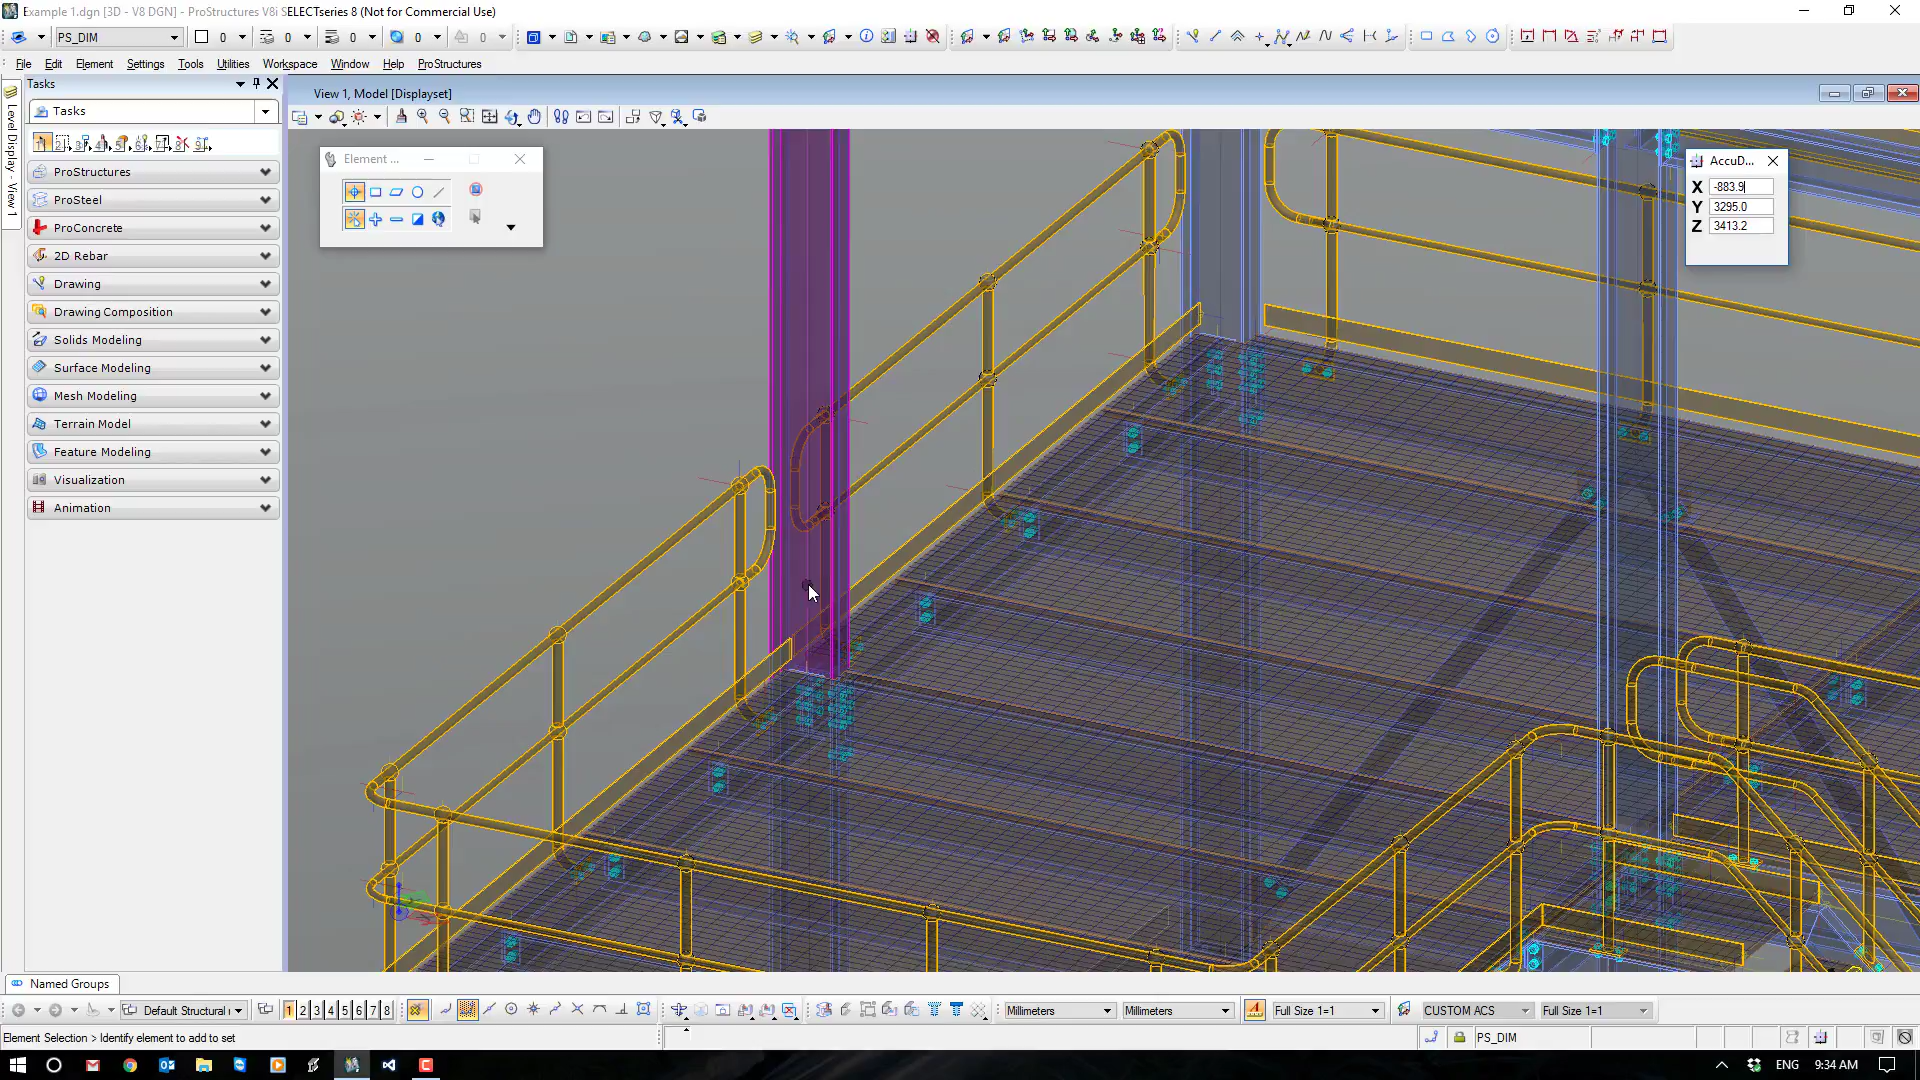 Example 1.dgn [3D - V8 DGN] - ProStructures V8i SELECTseries 8 (Not for Commercial Use)
PS_DIM 0 0 0 0 0
File Edit Element Settings Tools Utilities Workspace Window Help ProStructures
Tasks
View 1, Model [Displayset]
Tasks
Level Display - View 1
ProStructures
ProSteel
ProConcrete
2D Rebar
Drawing
Drawing Composition
Solids Modeling
Surface Modeling
Mesh Modeling
Terrain Model
Feature Modeling
Visualization
Animation
Element ...
AccuD...
X -883.9
Y 3295.0
Z 3413.2
Named Groups
Default Structural 1 2 3 4 5 6 7 8 Millimeters Millimeters Full Size 1=1 CUSTOM ACS Full Size 1=1
Element Selection > Identify element to add to set PS_DIM
ENG 9:34 AM